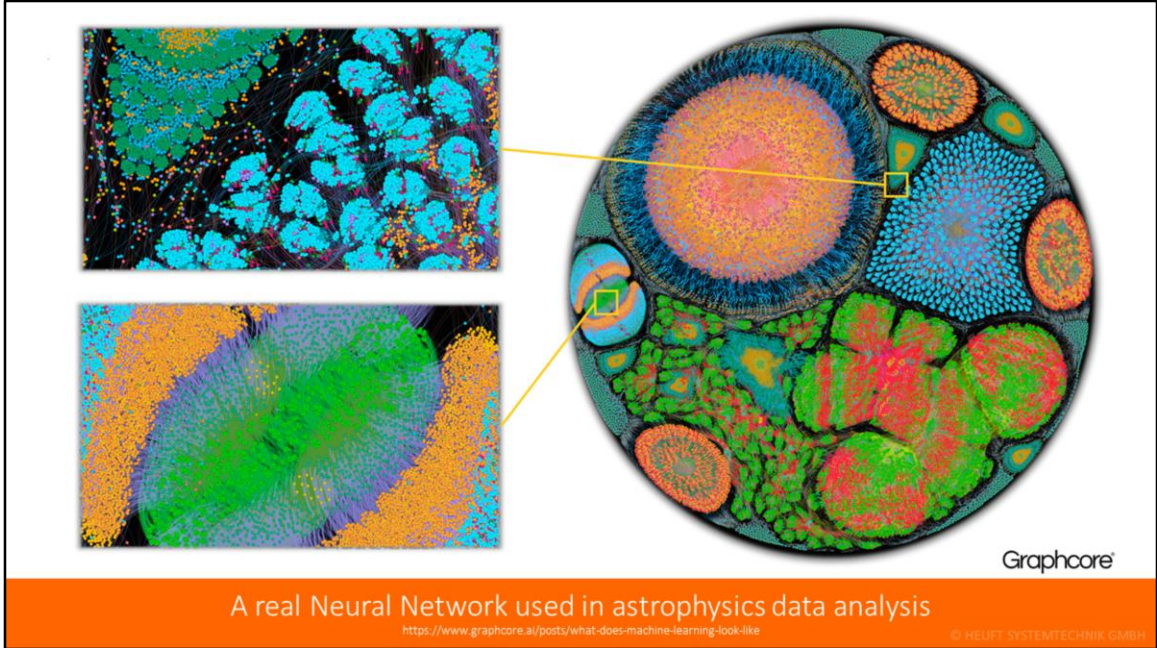 Graphcore®
A real Neural Network used in astrophysics data analysis
https://www.graphcore.ai/posts/what-does-machine-learning-look-like
© HEUFT SYSTEMTECHNIK GMBH